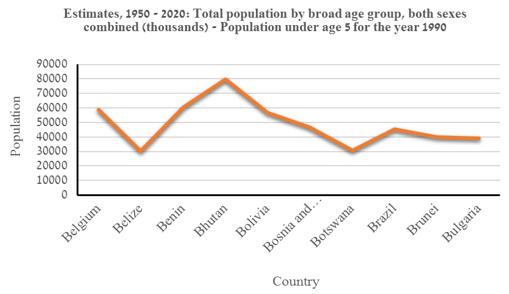 Estimates, 1950 - 2020: Total population by broad age group, both sexes
combined (thousands) - Population under age 5 for the year 1990
90000
80000
70000
60000
50000
40000
30000
20000
10000
0
Population
Belgium
Belize
Benin
Bhutan
Bolivia
Bosnia and...
Botswana
Brazil
Brunei
Bulgaria
Country